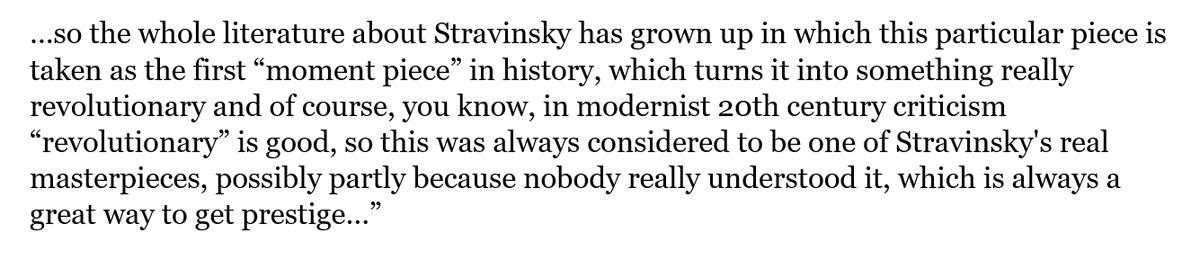 ...so the whole literature about Stravinsky has grown up in which this particular piece is
taken as the first “moment piece” in history, which turns it into something really
revolutionary and of course, you know, in modernist 20th century criticism
“revolutionary” is good, so this was always considered to be one of Stravinsky's real
masterpieces, possibly partly because nobody really understood it, which is always a
great way to get prestige...”